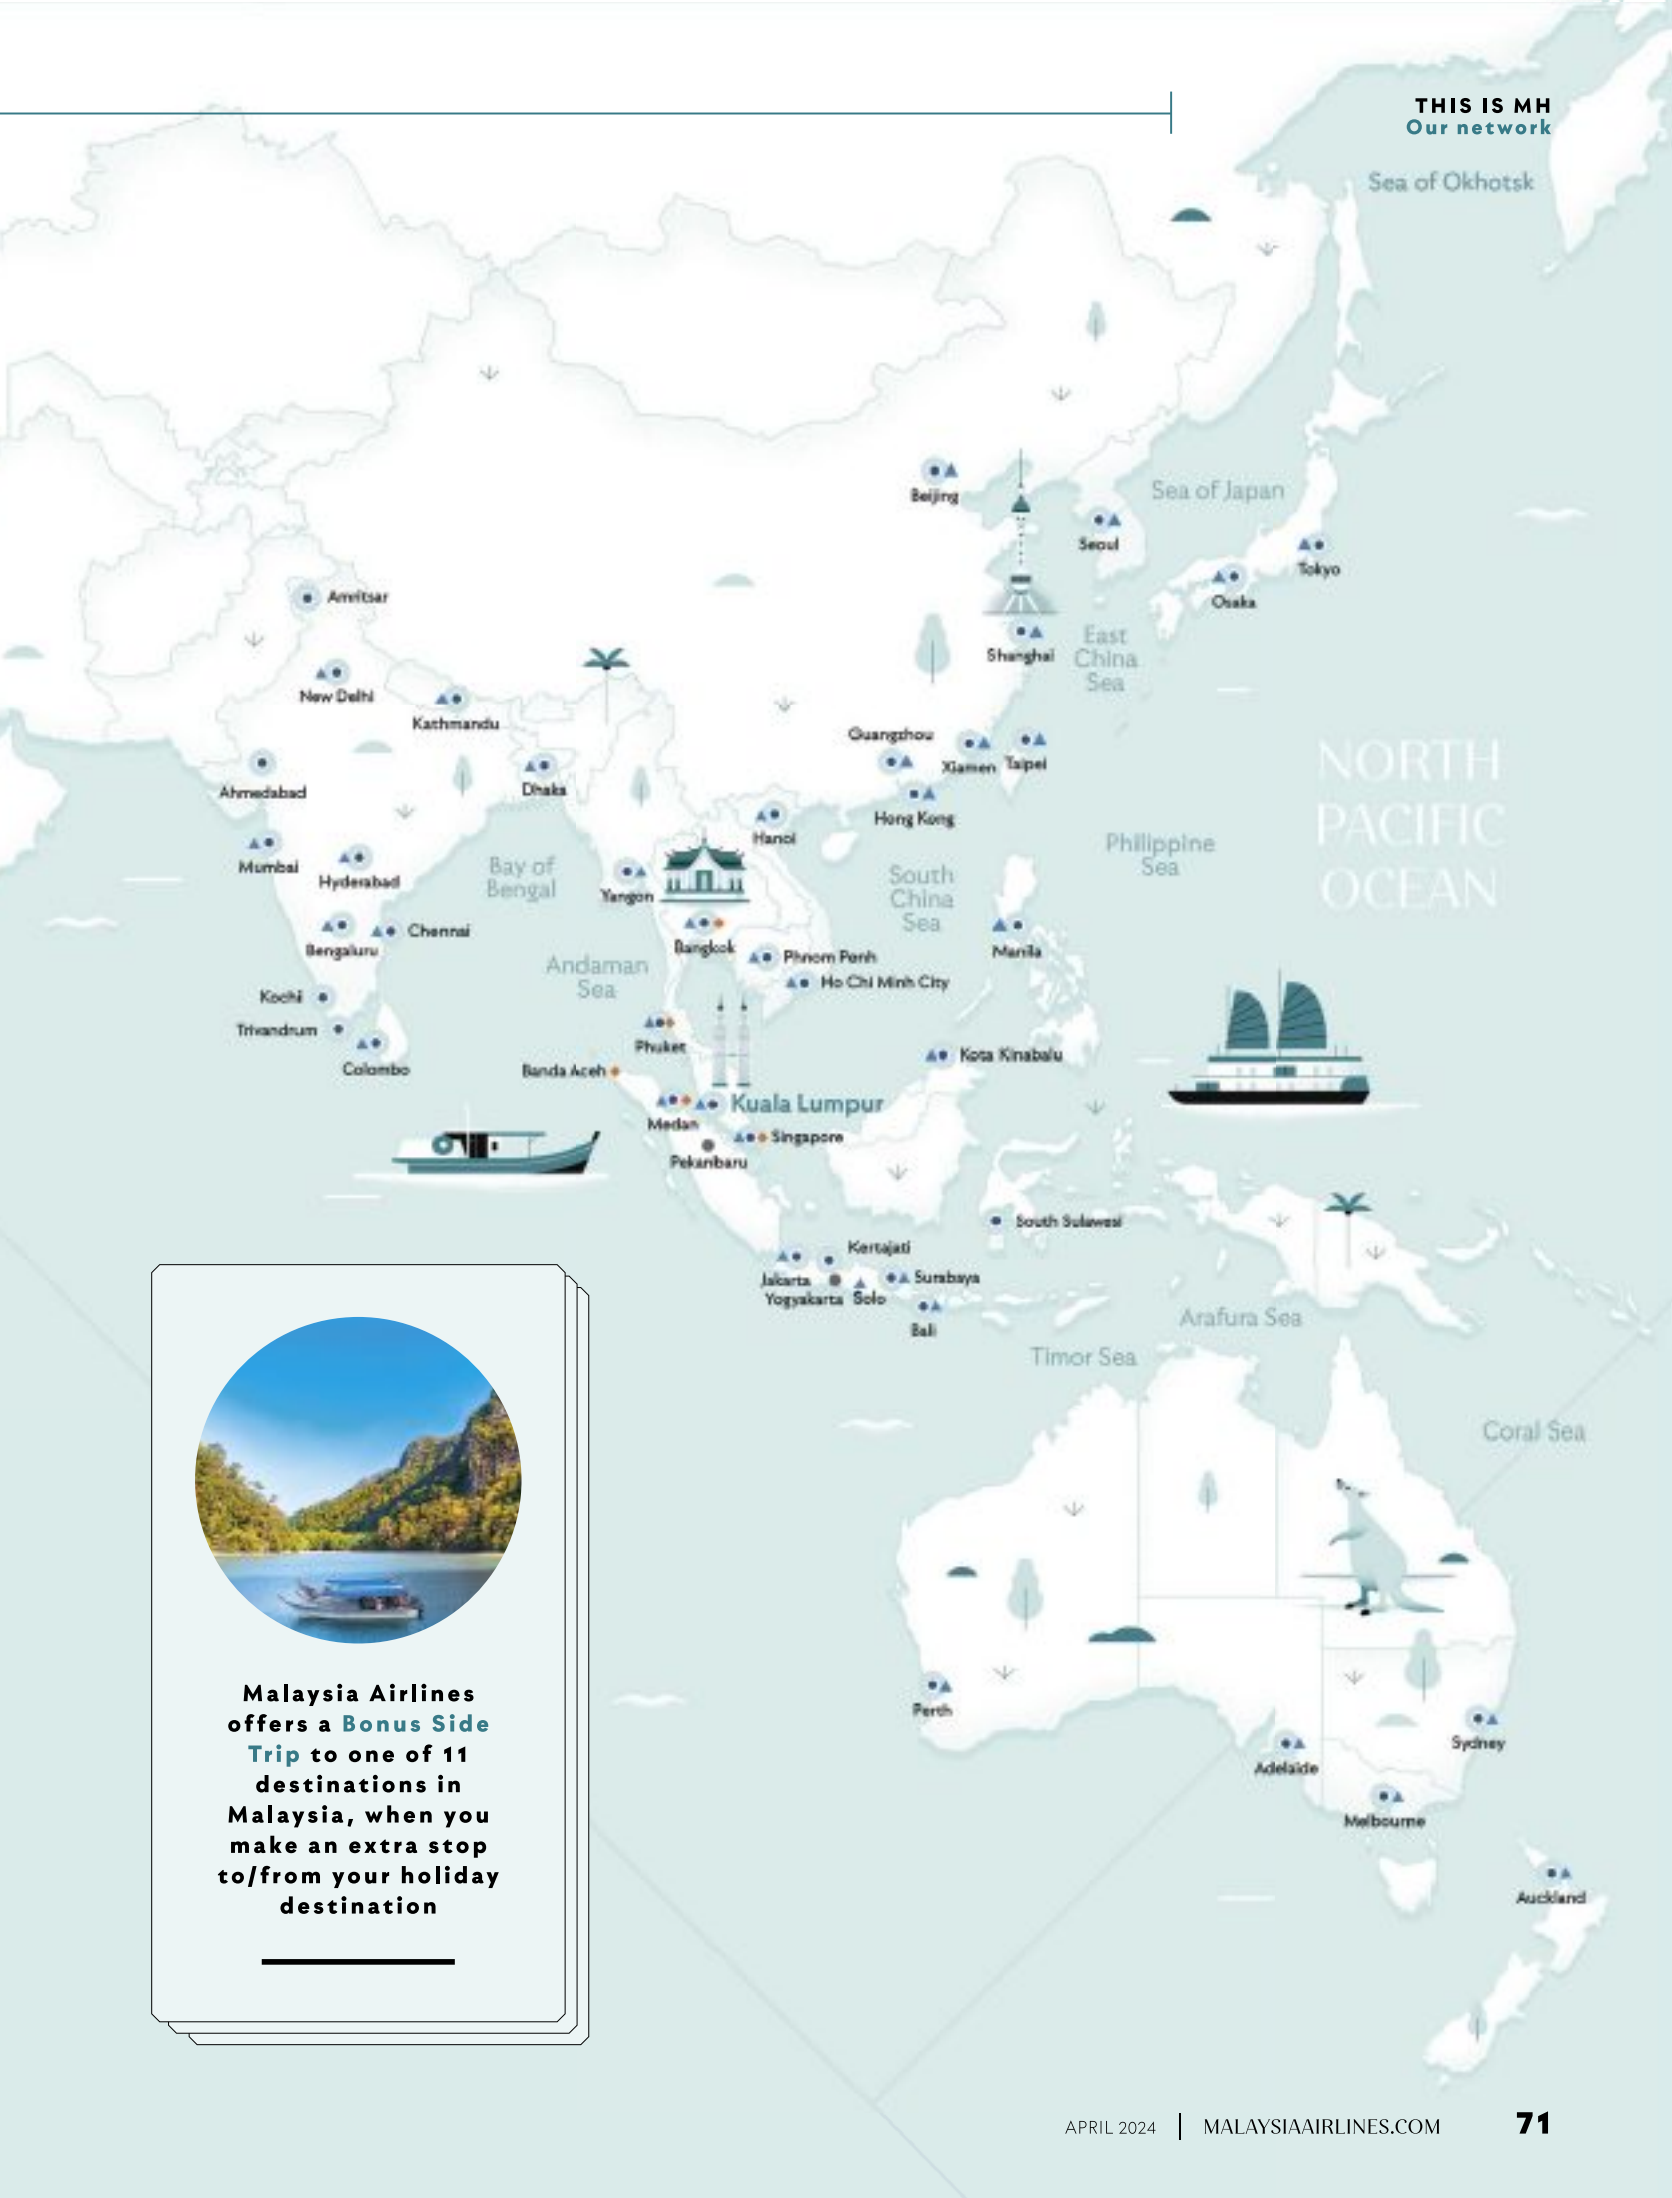 THIS IS MH
Our network
Sea of Okhotsk
Beijing
Sea of Japan
Seoul
Tokyo
Osaka
Amritsar
Shanghai
East
China
Sea
New Delhi
Kathmandu
Guangzhou
Xiamen
Taipei
Ahmedabad
Dhaka
Hong Kong
Hanoi
NORTH
PACIFIC
OCEAN
Mumbai
Hyderabad
Bay of
Bengal
Yangon
South
China
Sea
Philippine
Sea
Bengaluru
Chennai
Bangkok
Phnom Penh
Manila
Andaman
Sea
Ho Chi Minh City
Kochi
Trivandrum
Colombo
Phuket
Banda Aceh
Kota Kinabalu
Kuala Lumpur
Medan
Singapore
Pekanbaru
South Sulawesi
Kertajati
Jakarta
Surabaya
Yogyakarta
Solo
Bali
Arafura Sea
Timor Sea
Coral Sea
Perth
Sydney
Adelaide
Melbourne
Auckland
Malaysia Airlines
offers a Bonus Side
Trip to one of 11
destinations in
Malaysia, when you
make an extra stop
to/from your holiday
destination
APRIL 2024 | MALAYSIAAIRLINES.COM 71